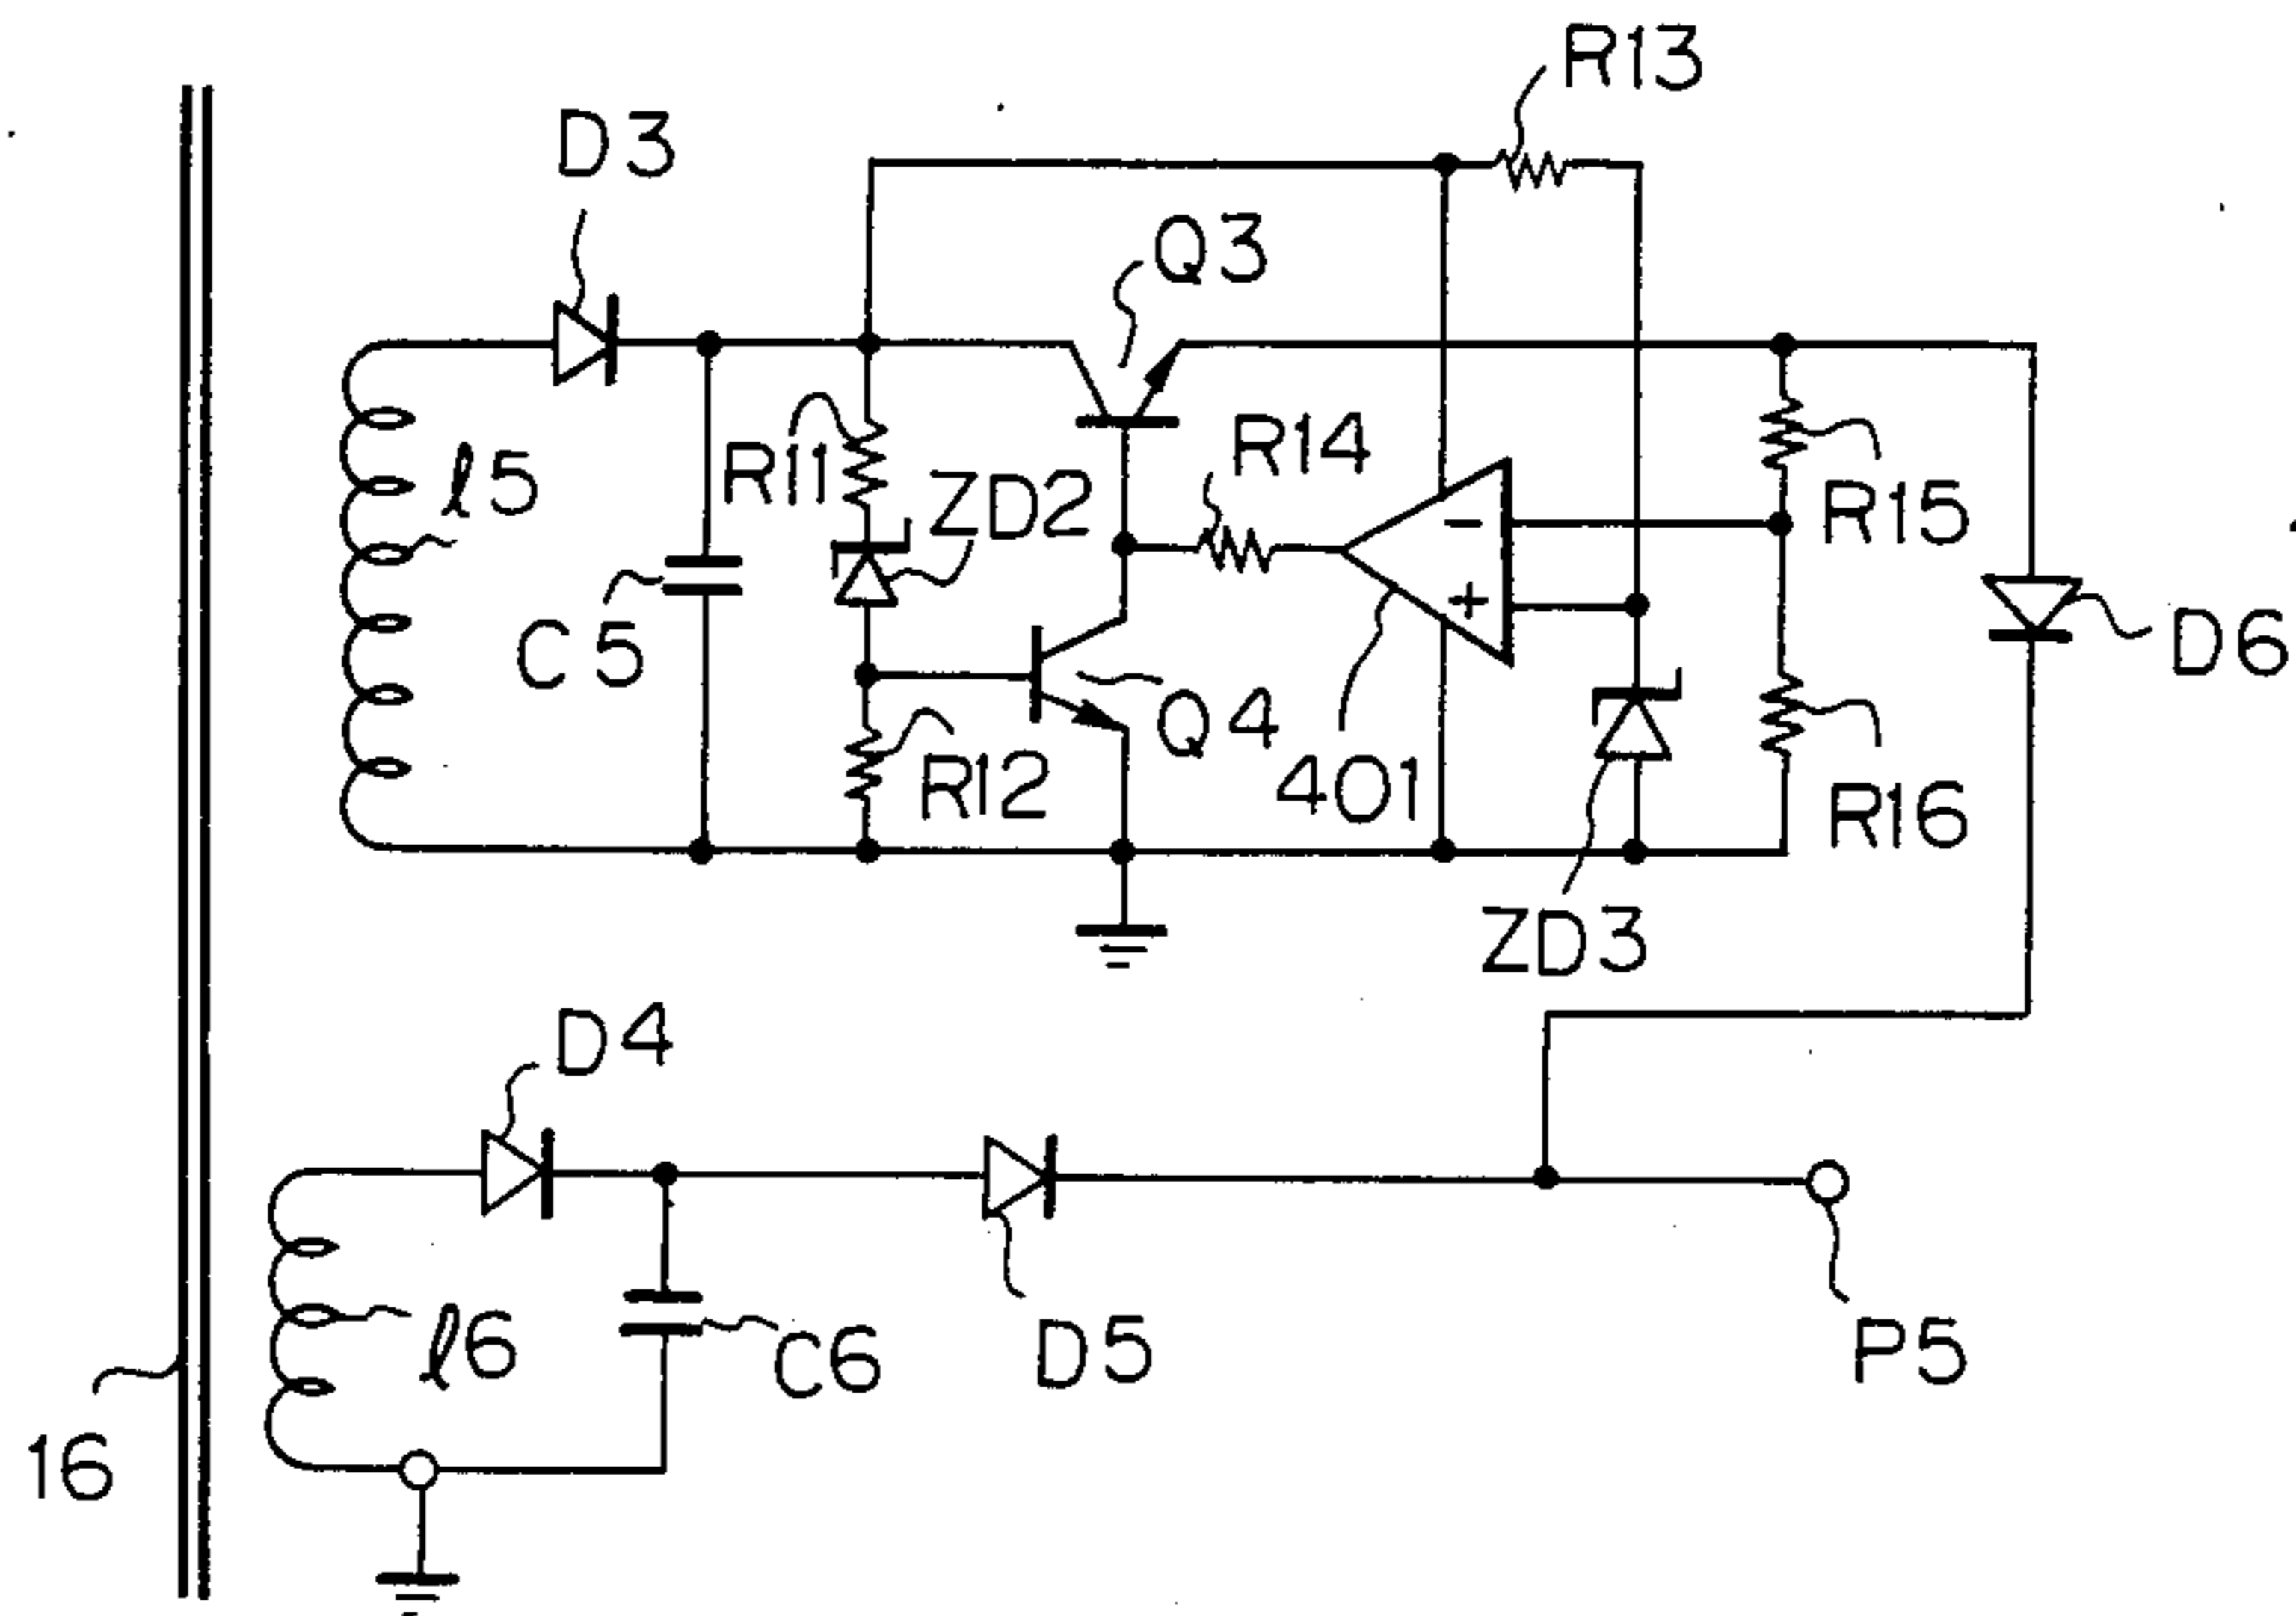 R13
D3
Q3
R14
ℓ5
R11
ZD2
R15
C5
D6
Q4
R12
401
R16
ZD3
D4
ℓ6
C6
D5
P5
16
-
+